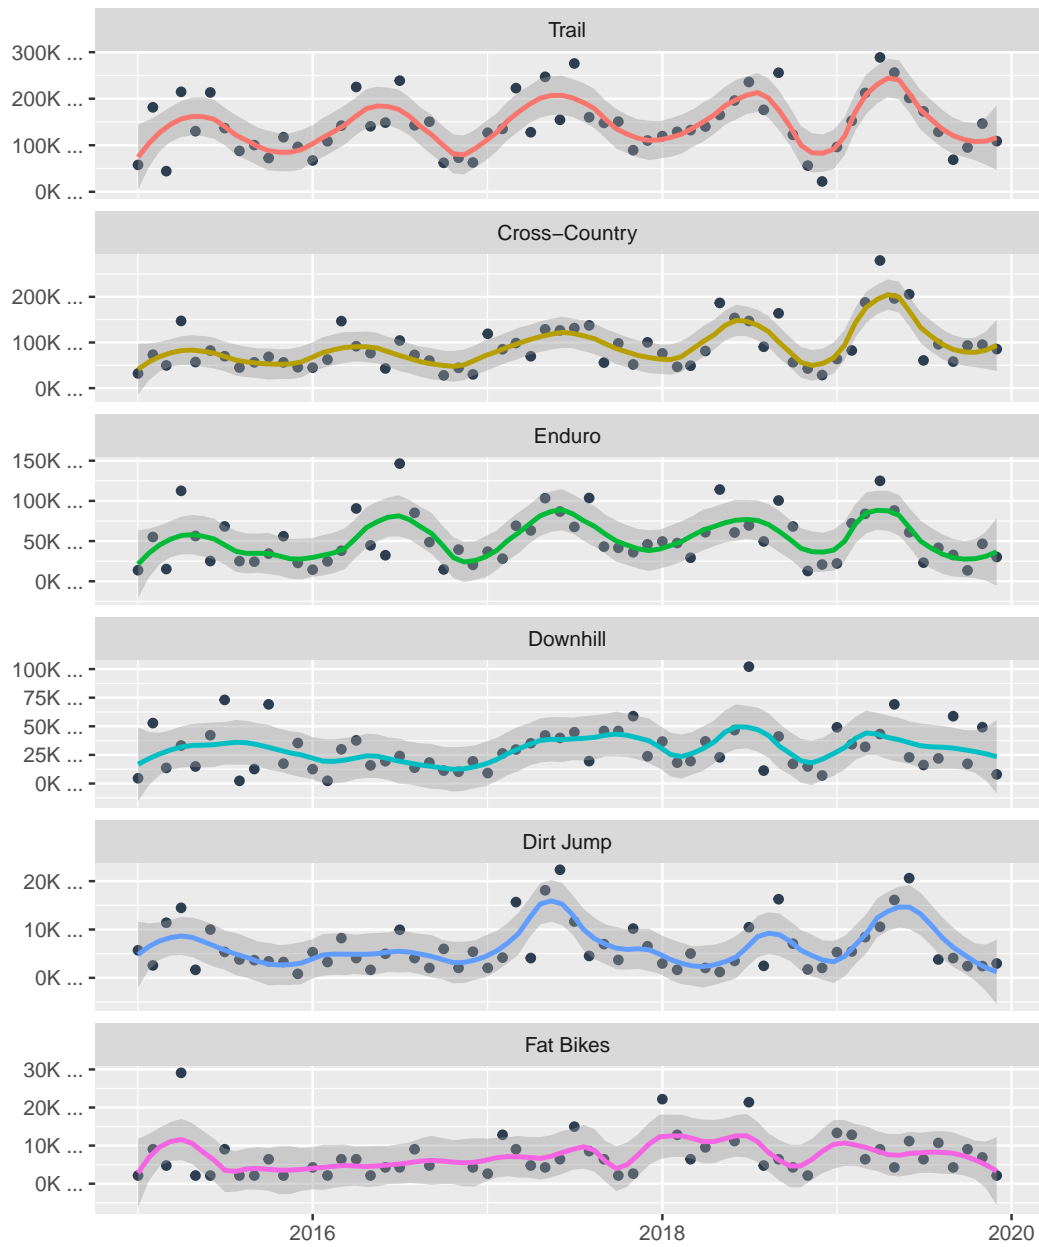 Trail
300K ...
200K ...
100K ...
0K ...
Cross−Country
200K ...
100K ...
0K ...
Enduro
150K ...
100K ...
50K ...
0K ...
Downhill
100K ...
75K ...
50K ...
25K ...
0K ...
Dirt Jump
20K ...
10K ...
0K ...
Fat Bikes
30K ...
20K ...
10K ...
0K ...
2016 2018 2020